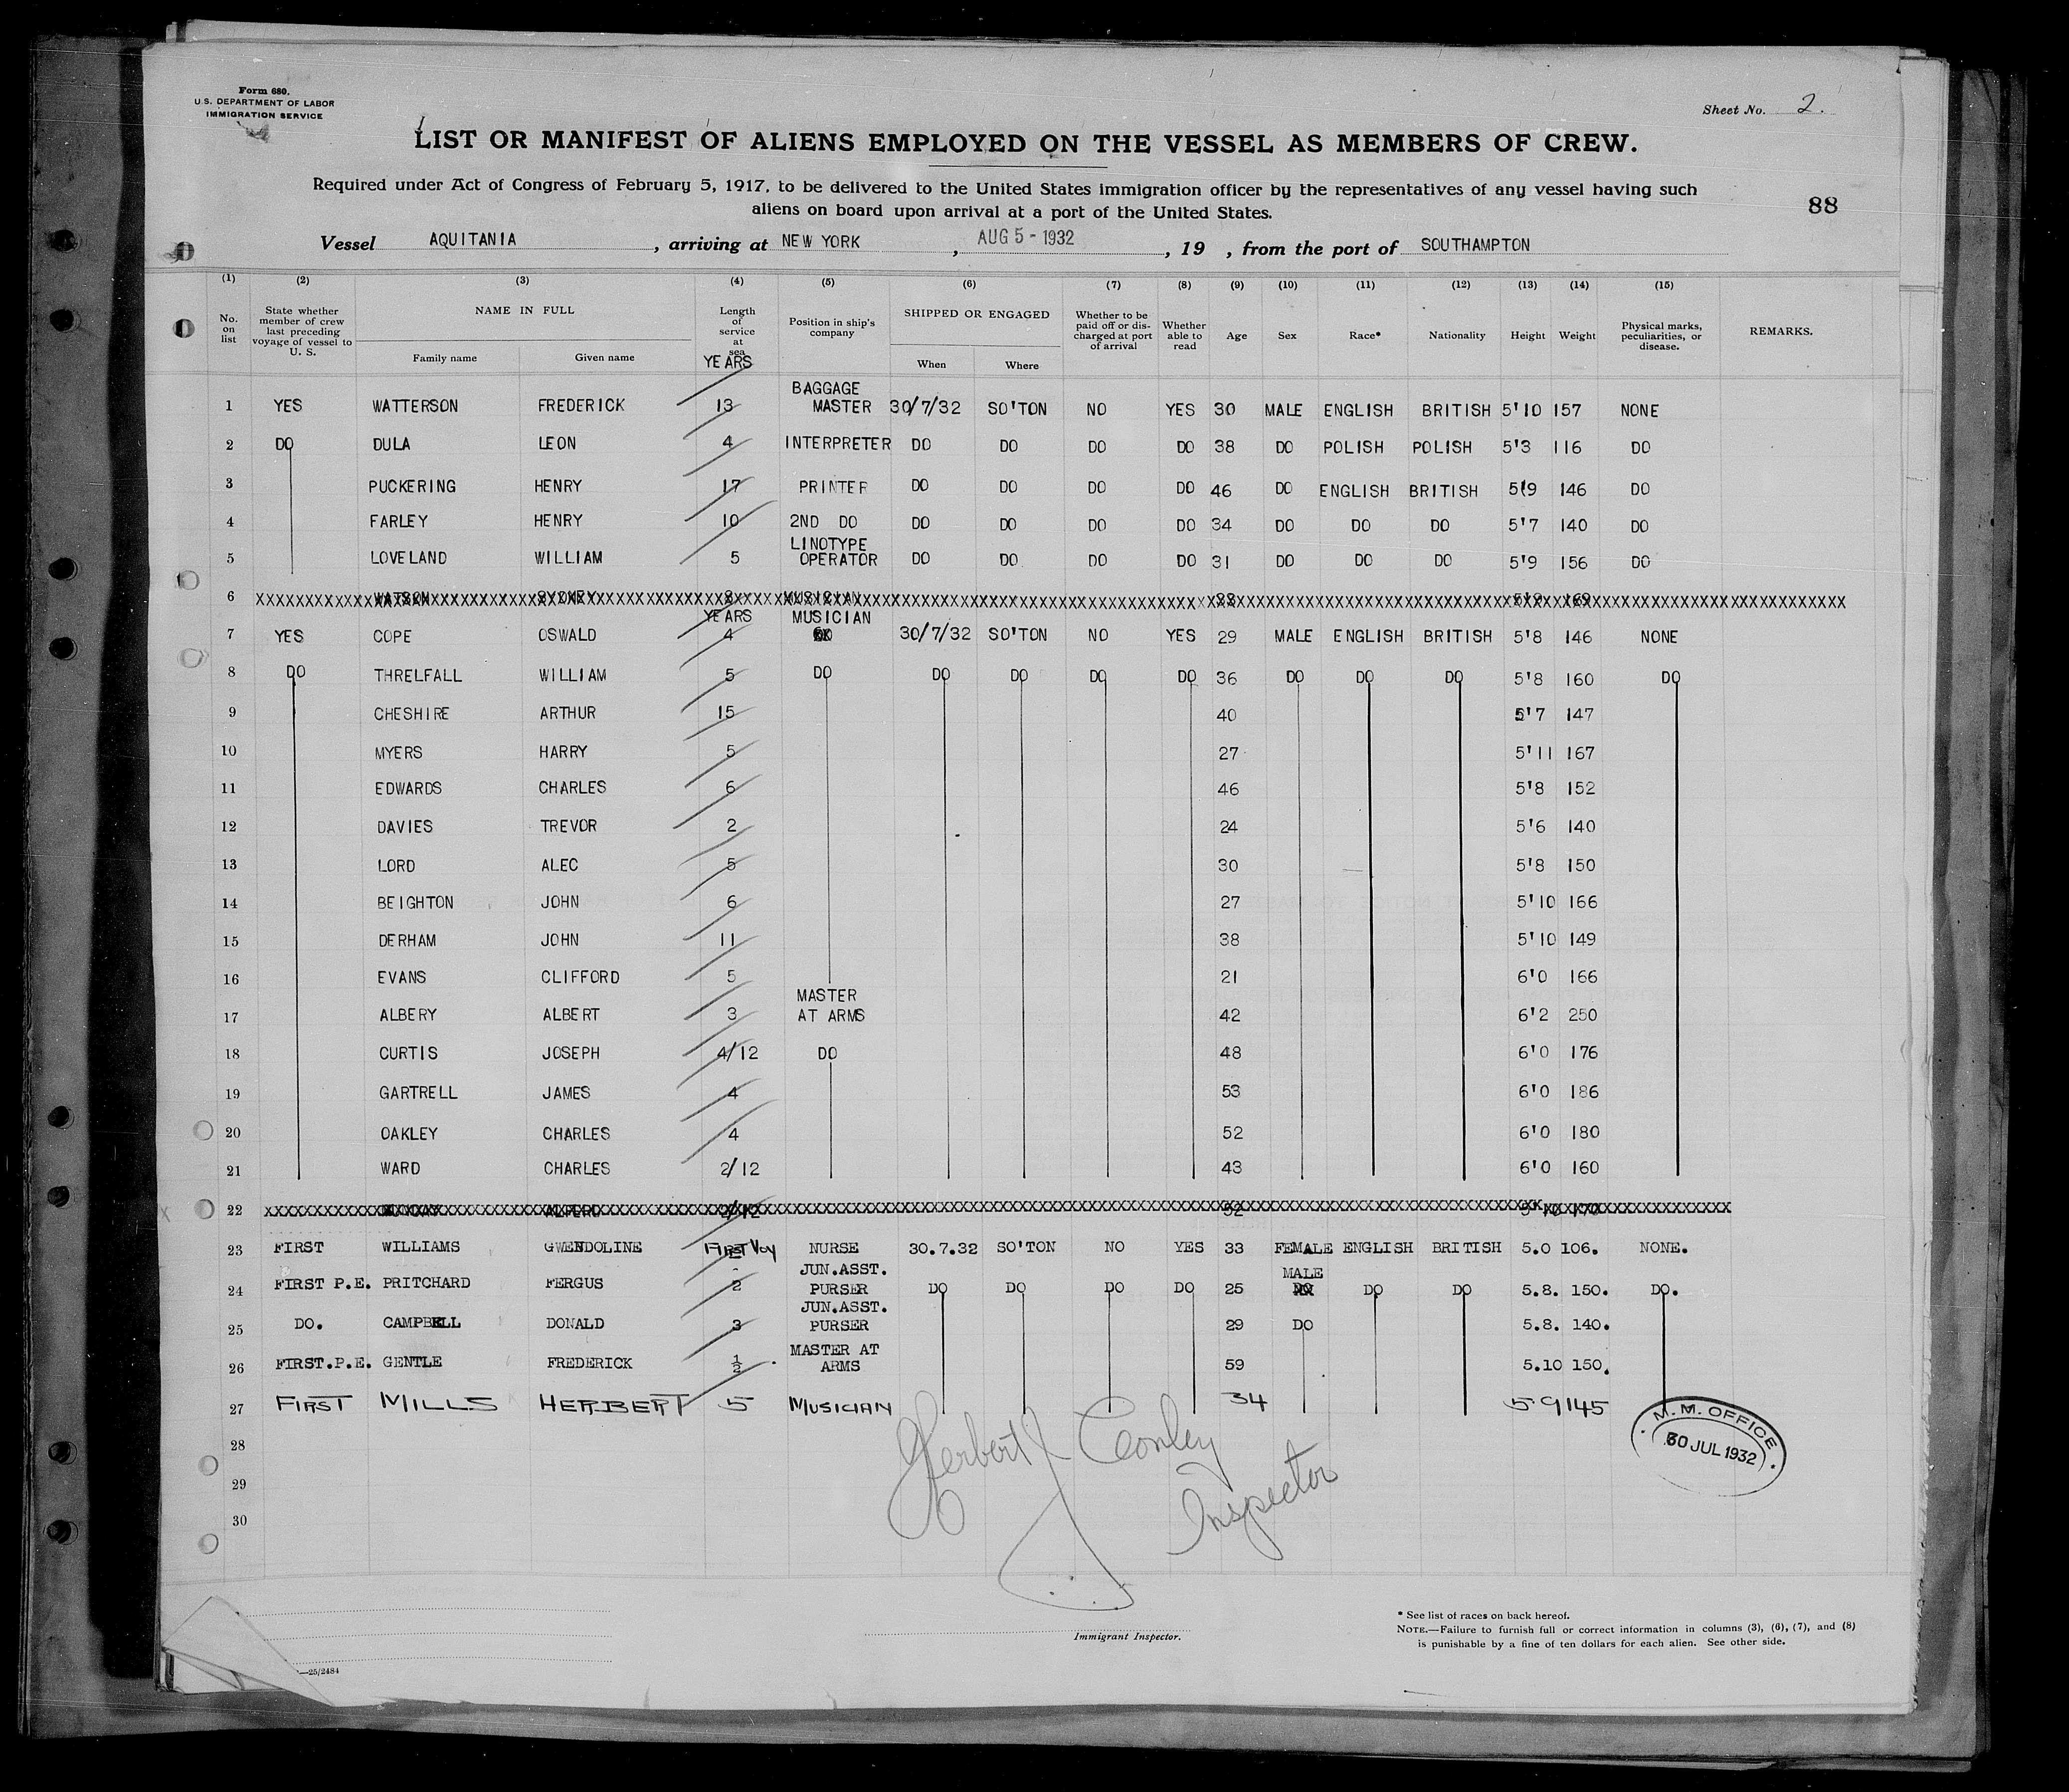 Form 680.
U.S. DEPARTMENT OF LABOR
IMMIGRATION SERVICE
Sheet No. 2.
LIST OR MANIFEST OF ALIENS EMPLOYED ON THE VESSEL AS MEMBERS OF CREW.
Required under Act of Congress of February 5, 1917, to be delivered to the United States immigration officer by the representatives of any vessel having such
aliens on board upon arrival at a port of the United States.
88
Vessel AQUITANIA, arriving at NEW YORK, AUG 5 - 1932, 19 , from the port of SOUTHAMPTON
(1) (2) (3) (4) (5) (6) (7) (8) (9) (10) (11) (12) (13) (14) (15)
No. on list State whether member of crew last preceding voyage of vessel to U. S. NAME IN FULL Family name Given name Length of service at sea YEARS Position in ship's company SHIPPED OR ENGAGED When Where Whether to be paid off or discharged at port of arrival Whether able to read Age Sex Race* Nationality Height Weight Physical marks, peculiarities, or disease. REMARKS.
1 YES WATTERSON FREDERICK 13 BAGGAGE MASTER 30/7/32 SO'TON NO YES 30 MALE ENGLISH BRITISH 5'10 157 NONE
2 DO DULA LEON 4 INTERPRETER DO DO DO DO 38 DO POLISH POLISH 5'3 116 DO
3 PUCKERING HENRY 17 PRINTER DO DO DO DO 46 DO ENGLISH BRITISH 5'9 146 DO
4 FARLEY HENRY 10 2ND DO DO DO DO DO 34 DO DO DO 5'7 140 DO
5 LOVELAND WILLIAM 5 LINOTYPE OPERATOR DO DO DO DO 31 DO DO DO 5'9 156 DO
6 WATSON SYDNEY MUSICIAN
7 YES COPE OSWALD YEARS 4 MUSICIAN 30/7/32 SO'TON NO YES 29 MALE ENGLISH BRITISH 5'8 146 NONE
8 DO THRELFALL WILLIAM 5 DO DO DO DO DO 36 DO DO DO 5'8 160 DO
9 CHESHIRE ARTHUR 15 40 5'7 147
10 MYERS HARRY 5 27 5'11 167
11 EDWARDS CHARLES 6 46 5'8 152
12 DAVIES TREVOR 2 24 5'6 140
13 LORD ALEC 5 30 5'8 150
14 BEIGHTON JOHN 6 27 5'10 166
15 DERHAM JOHN 11 38 5'10 149
16 EVANS CLIFFORD 5 21 6'0 166
17 ALBERY ALBERT 3 MASTER AT ARMS 42 6'2 250
18 CURTIS JOSEPH 4/12 DO 48 6'0 176
19 GARTRELL JAMES 4 53 6'0 186
20 OAKLEY CHARLES 4 52 6'0 180
21 WARD CHARLES 2/12 43 6'0 160
22
23 FIRST WILLIAMS GWENDOLINE FIRST Voy NURSE 30.7.32 SO'TON NO YES 33 FEMALE ENGLISH BRITISH 5.0 106. NONE.
24 FIRST P.E. PRITCHARD FERGUS 2 JUN.ASST. PURSER DO DO DO DO 25 MALE DO DO 5.8. 150. DO.
25 DO. CAMPBELL DONALD 3 JUN.ASST. PURSER 29 DO 5.8. 140.
26 FIRST.P.E. GENTLE FREDERICK ½ MASTER AT ARMS 59 5.10 150.
27 FIRST MILLS HERBERT 5 MUSICIAN 34 5-9 145
28
29
30
M. M. OFFICE
30 JUL 1932
Herbert J Conley
Inspector
Immigrant Inspector.
* See list of races on back hereof.
NOTE.—Failure to furnish full or correct information in columns (3), (6), (7), and (8)
is punishable by a fine of ten dollars for each alien. See other side.
—25/2484